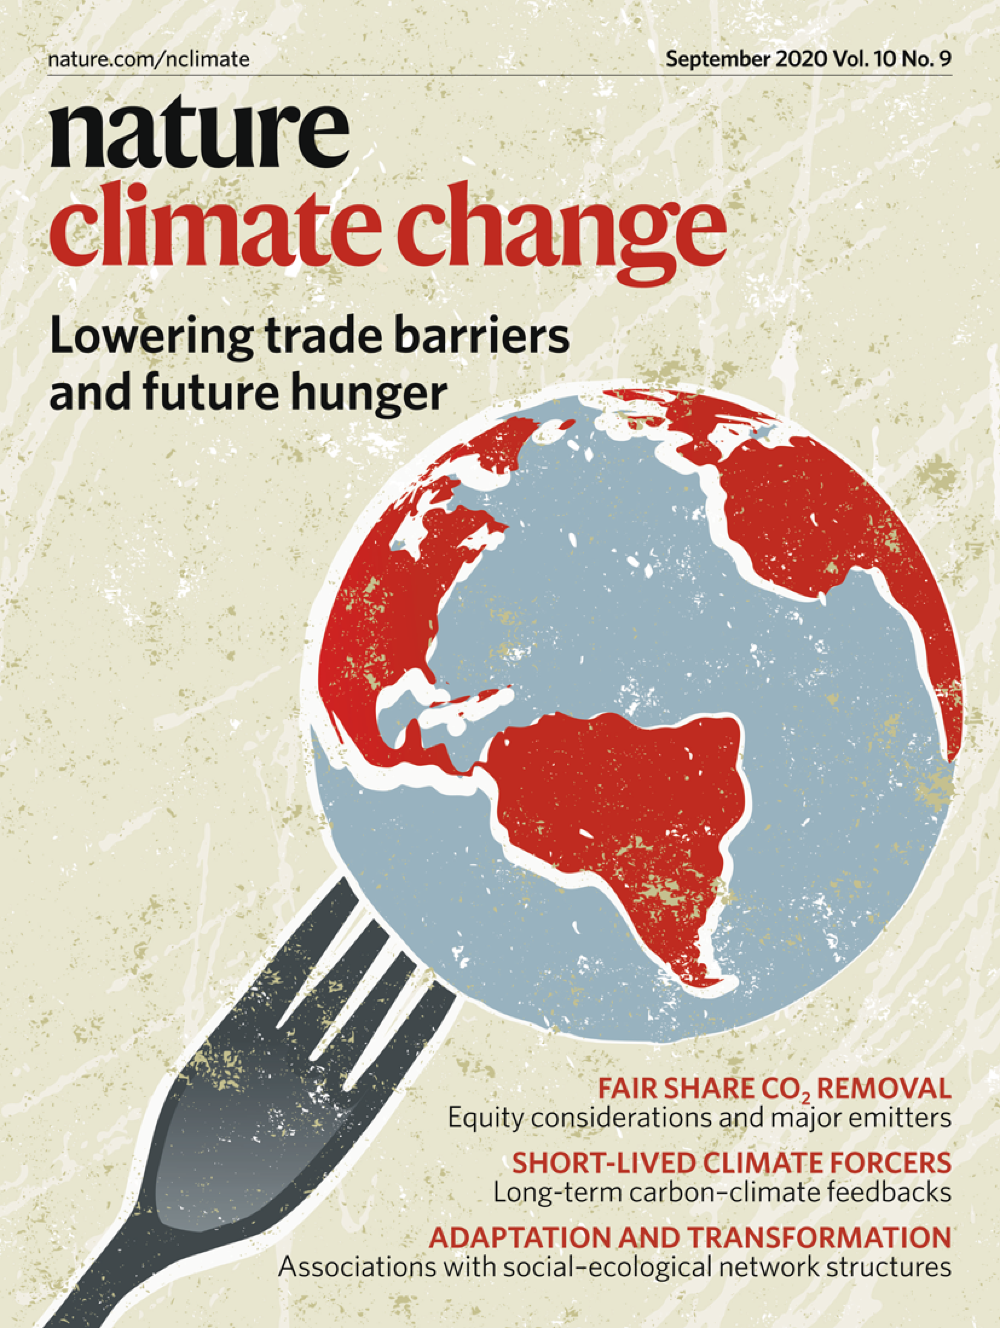 nature.com/nclimate
September 2020 Vol. 10 No. 9
nature
climate change
Lowering trade barriers
and future hunger
FAIR SHARE CO₂ REMOVAL
Equity considerations and major emitters
SHORT-LIVED CLIMATE FORCERS
Long-term carbon–climate feedbacks
ADAPTATION AND TRANSFORMATION
Associations with social–ecological network structures